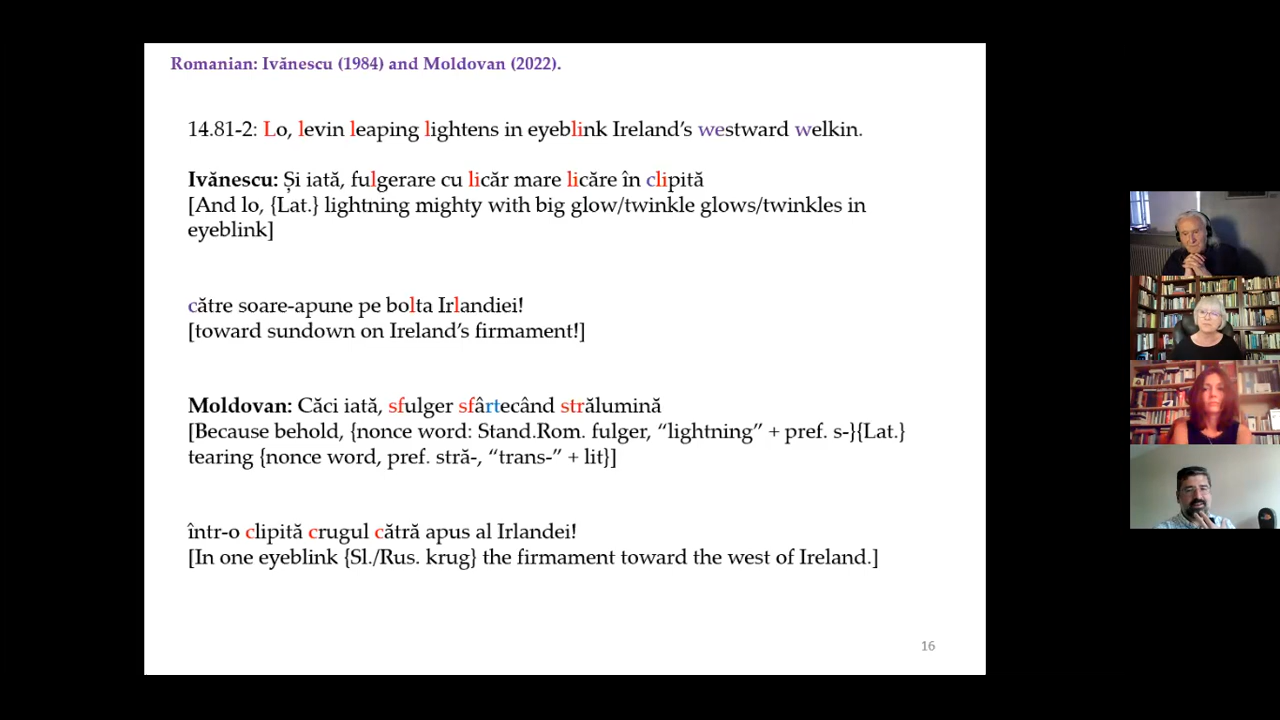 Romanian: Ivănescu (1984) and Moldovan (2022).
14.81-2: Lo, levin leaping lightens in eyeblink Ireland’s westward welkin.
Ivănescu: Și iată, fulgerare cu licăr mare licăre în clipită
[And lo, {Lat.} lightning mighty with big glow/twinkle glows/twinkles in
eyeblink]
către soare-apune pe bolta Irlandiei!
[toward sundown on Ireland’s firmament!]
Moldovan: Căci iată, sfulger sfârtecând strălumină
[Because behold, {nonce word: Stand.Rom. fulger, “lightning” + pref. s-}{Lat.}
tearing {nonce word, pref. stră-, “trans-” + lit}]
într-o clipită crugul cătră apus al Irlandei!
[In one eyeblink {Sl./Rus. krug} the firmament toward the west of Ireland.]
16